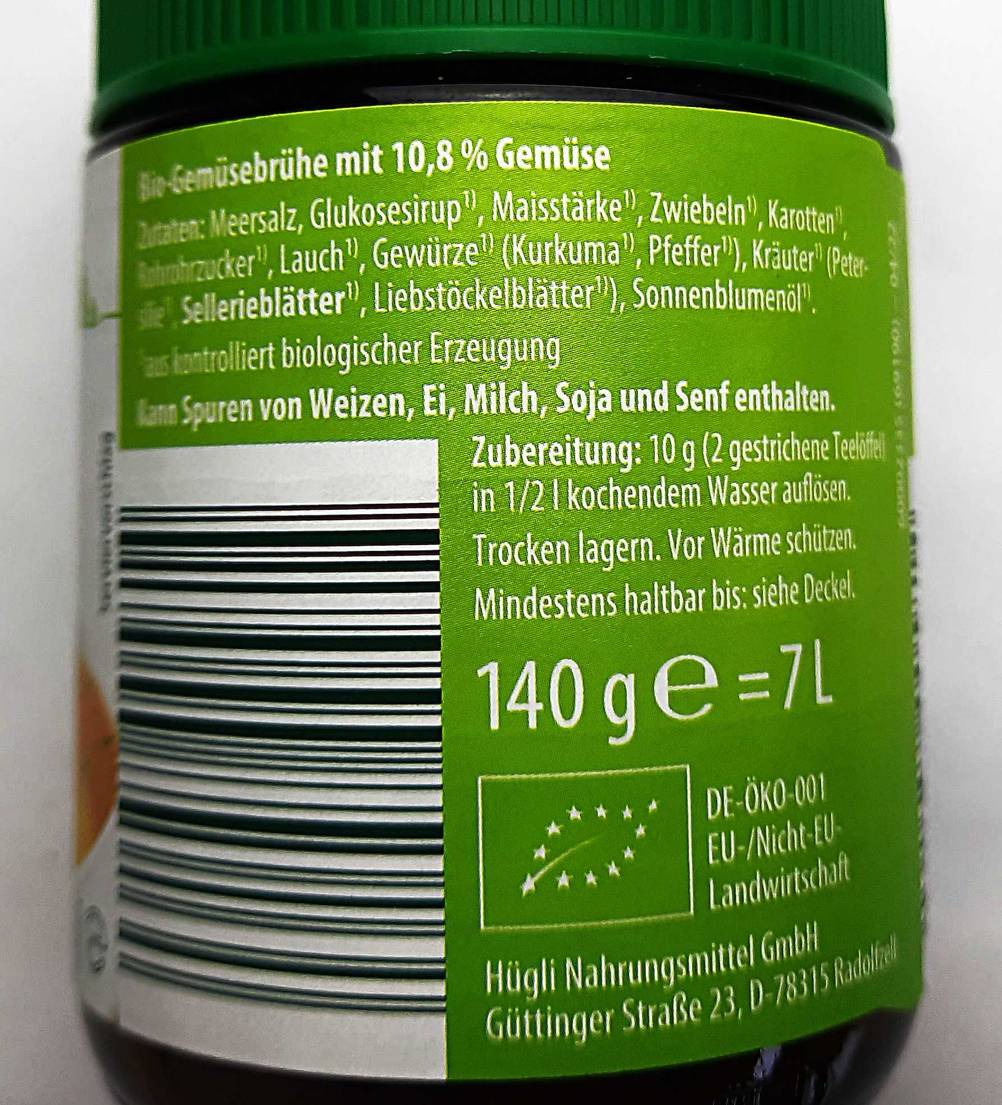 Bio-Gemüsebrühe mit 10,8 % Gemüse
Zutaten: Meersalz, Glukosesirup¹⁾, Maisstärke¹⁾, Zwiebeln¹⁾, Karotten¹⁾,
Rohrohrzucker¹⁾, Lauch¹⁾, Gewürze¹⁾ (Kurkuma¹⁾, Pfeffer¹⁾), Kräuter¹⁾ (Peter-
silie¹⁾, Sellerieblätter¹⁾, Liebstöckelblätter¹⁾), Sonnenblumenöl¹⁾.
¹⁾aus kontrolliert biologischer Erzeugung
Kann Spuren von Weizen, Ei, Milch, Soja und Senf enthalten.
Zubereitung: 10 g (2 gestrichene Teelöffel)
in 1/2 l kochendem Wasser auflösen.
Trocken lagern. Vor Wärme schützen.
Mindestens haltbar bis: siehe Deckel.
140 g e =7L
DE-ÖKO-001
EU-/Nicht-EU-
Landwirtschaft
Hügli Nahrungsmittel GmbH
Güttinger Straße 23, D-78315 Radolfzell